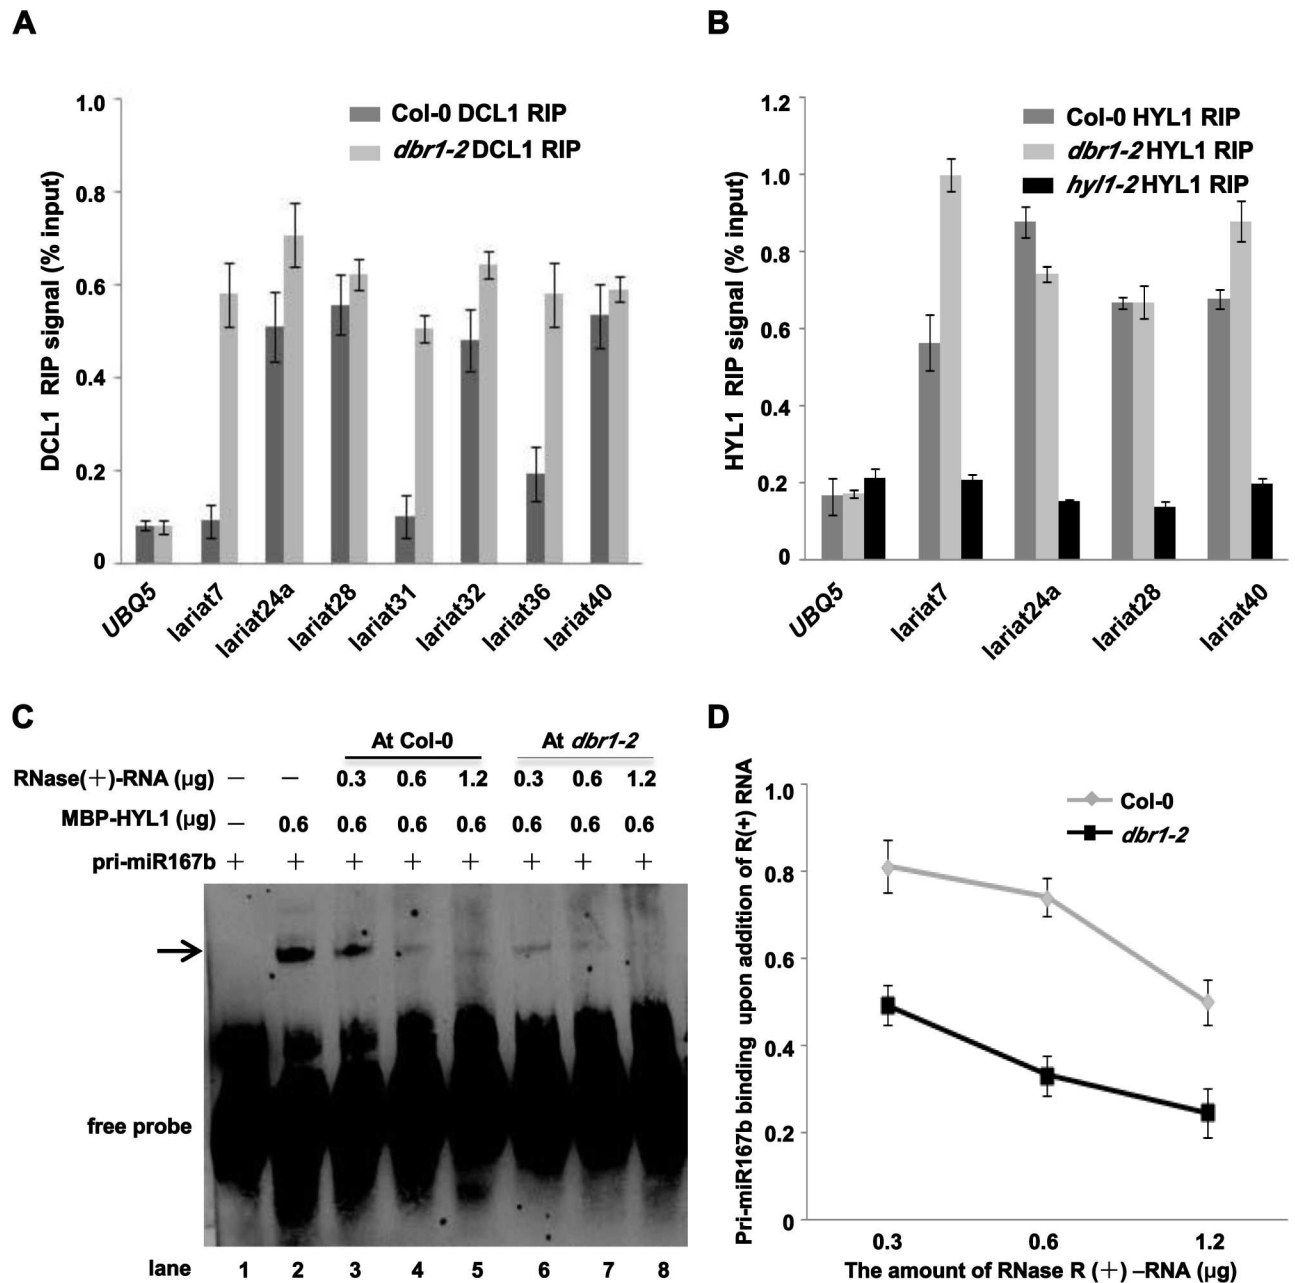 A
1.0
0.8
0.6
0.4
0.2
0
DCL1 RIP signal (% input)
Col-0 DCL1 RIP
dbr1-2 DCL1 RIP
UBQ5
lariat7
lariat24a
lariat28
lariat31
lariat32
lariat36
lariat40
B
1.2
1.0
0.8
0.6
0.4
0.2
0
HYL1 RIP signal (% input)
Col-0 HYL1 RIP
dbr1-2 HYL1 RIP
hyl1-2 HYL1 RIP
UBQ5
lariat7
lariat24a
lariat28
lariat40
C
At Col-0 At dbr1-2
RNase(+)-RNA (µg) — — 0.3 0.6 1.2 0.3 0.6 1.2
MBP-HYL1 (µg) — 0.6 0.6 0.6 0.6 0.6 0.6 0.6
pri-miR167b + + + + + + + +
free probe
lane 1 2 3 4 5 6 7 8
D
Pri-miR167b binding upon addition of R(+) RNA
1.0
0.8
0.6
0.4
0.2
0
Col-0
dbr1-2
0.3 0.6 1.2
The amount of RNase R (+) –RNA (µg)